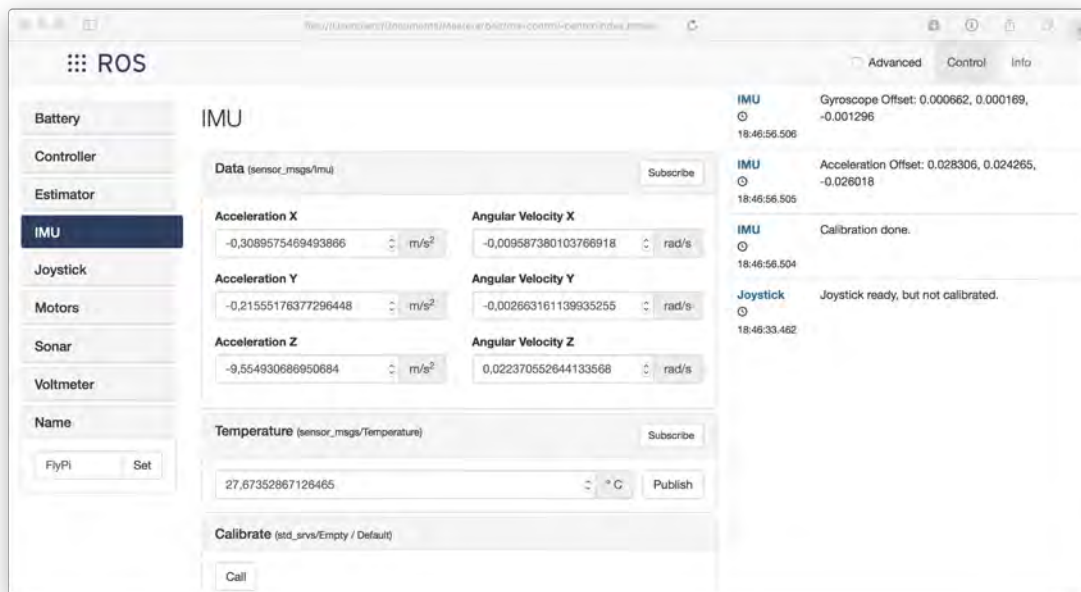 ROS
Advanced
Control
Info
Battery
Controller
Estimator
IMU
Joystick
Motors
Sonar
Voltmeter
Name
FlyPi
Set
IMU
Data (sensor_msgs/Imu)
Subscribe
Acceleration X
Angular Velocity X
-0,3089575469493866
m/s²
-0,009587380103766918
rad/s
Acceleration Y
Angular Velocity Y
-0,21555176377296448
m/s²
-0,002663161139935255
rad/s
Acceleration Z
Angular Velocity Z
-9,554930686950684
m/s²
0,022370552644133568
rad/s
Temperature (sensor_msgs/Temperature)
Subscribe
27,67352867126465
° C
Publish
Calibrate (std_srvs/Empty / Default)
Call
IMU
18:46:56.506
Gyroscope Offset: 0.000662, 0.000169,
-0.001296
IMU
18:46:56.505
Acceleration Offset: 0.028306, 0.024265,
-0.026018
IMU
18:46:56.504
Calibration done.
Joystick
18:46:33.462
Joystick ready, but not calibrated.